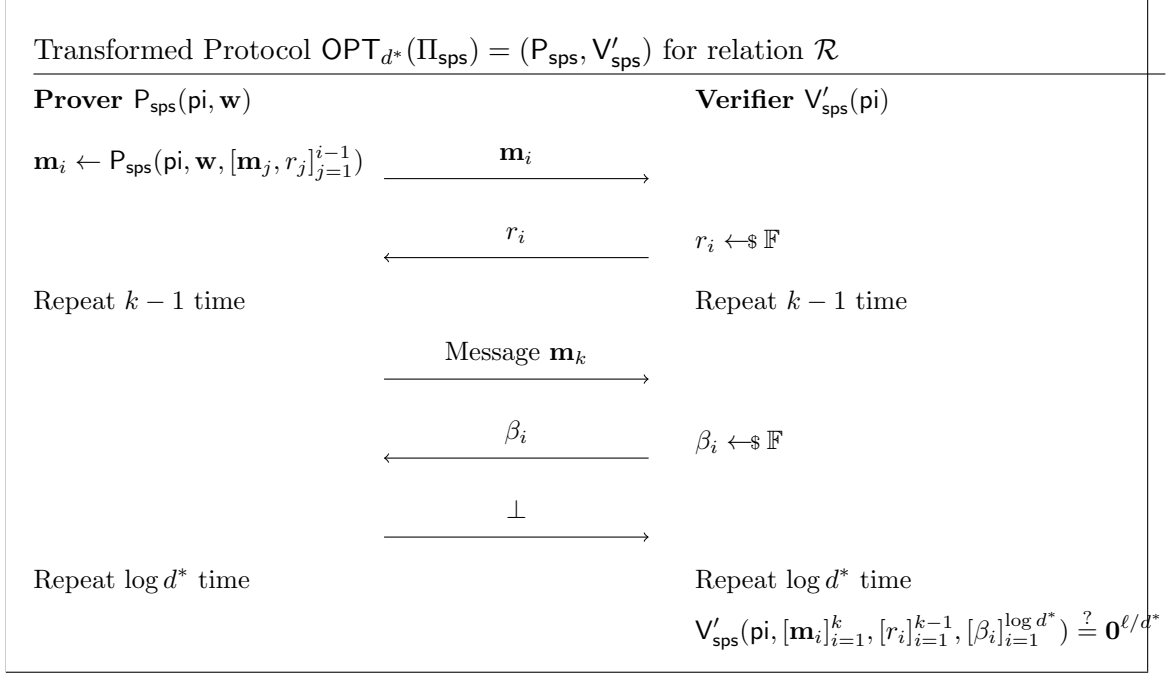 Transformed Protocol OPT_{d*}(Π_sps) = (P_sps, V′_sps) for relation ℛ
Prover P_sps(pi, w) Verifier V′_sps(pi)
m_i ← P_sps(pi, w, [m_j, r_j]_{j=1}^{i−1}) m_i
r_i r_i ←$ 𝔽
Repeat k − 1 time Repeat k − 1 time
Message m_k
β_i β_i ←$ 𝔽
⊥
Repeat log d* time Repeat log d* time
V′_sps(pi, [m_i]_{i=1}^{k}, [r_i]_{i=1}^{k−1}, [β_i]_{i=1}^{log d*}) ≟ 0^{ℓ/d*}